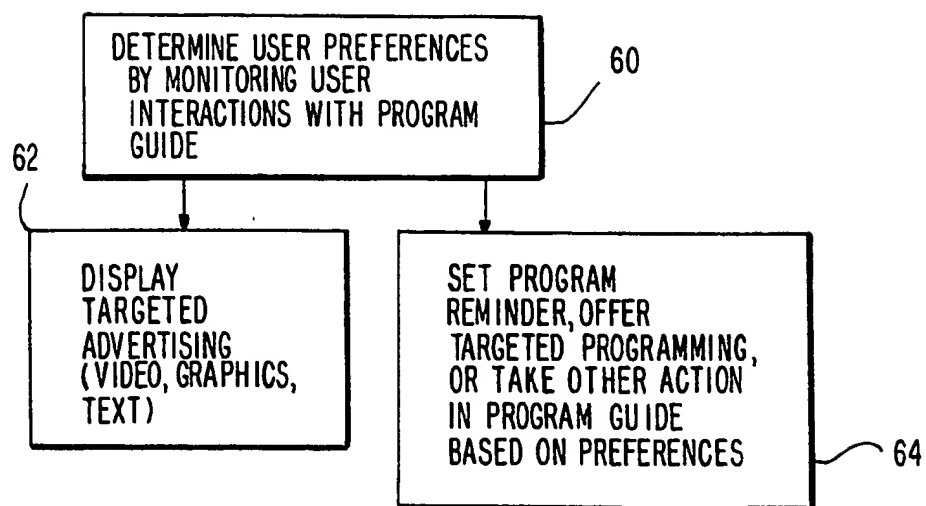 DETERMINE USER PREFERENCES
BY MONITORING USER
INTERACTIONS WITH PROGRAM
GUIDE
60
62
DISPLAY
TARGETED
ADVERTISING
(VIDEO, GRAPHICS,
TEXT)
SET PROGRAM
REMINDER, OFFER
TARGETED PROGRAMMING,
OR TAKE OTHER ACTION
IN PROGRAM GUIDE
BASED ON PREFERENCES
64